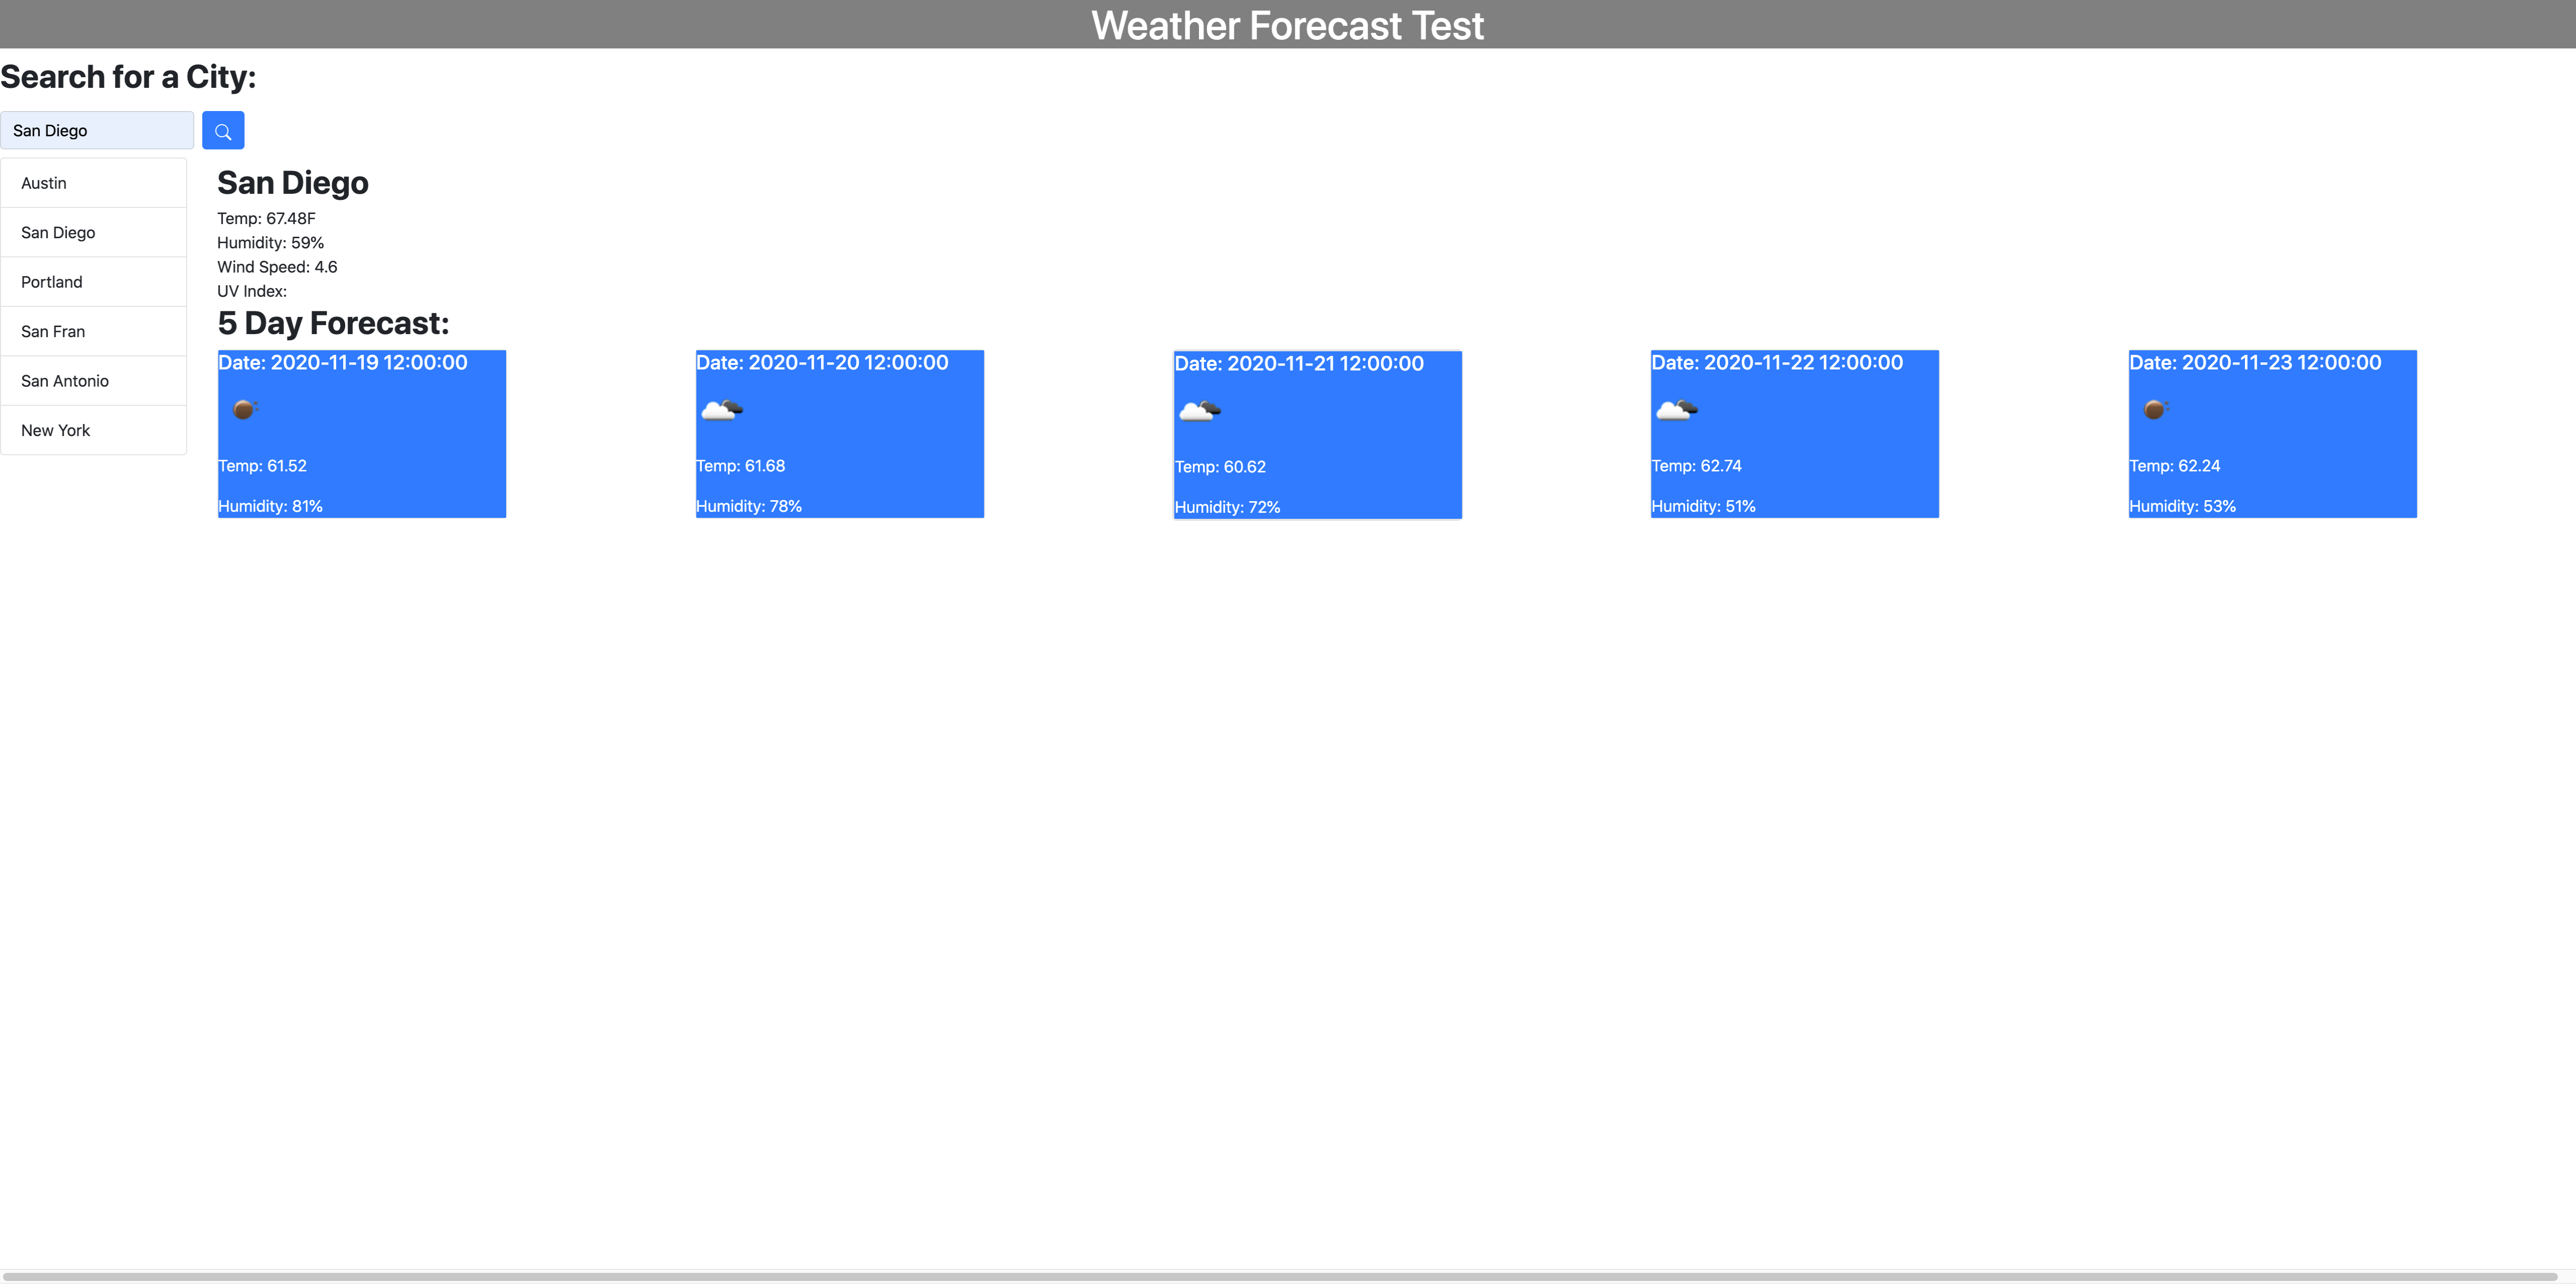 Weather Forecast Test
Search for a City:
San Diego
Austin
San Diego
Portland
San Fran
San Antonio
New York
San Diego
Temp: 67.48F
Humidity: 59%
Wind Speed: 4.6
UV Index:
5 Day Forecast:
Date: 2020-11-19 12:00:00
Temp: 61.52
Humidity: 81%
Date: 2020-11-20 12:00:00
Temp: 61.68
Humidity: 78%
Date: 2020-11-21 12:00:00
Temp: 60.62
Humidity: 72%
Date: 2020-11-22 12:00:00
Temp: 62.74
Humidity: 51%
Date: 2020-11-23 12:00:00
Temp: 62.24
Humidity: 53%